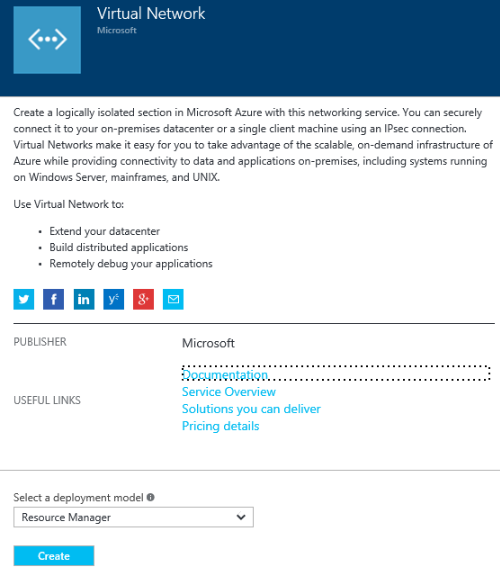 Virtual Network
Microsoft
Create a logically isolated section in Microsoft Azure with this networking service. You can securely
connect it to your on-premises datacenter or a single client machine using an IPsec connection.
Virtual Networks make it easy for you to take advantage of the scalable, on-demand infrastructure of
Azure while providing connectivity to data and applications on-premises, including systems running
on Windows Server, mainframes, and UNIX.
Use Virtual Network to:
• Extend your datacenter
• Build distributed applications
• Remotely debug your applications
PUBLISHER
Microsoft
USEFUL LINKS
Documentation
Service Overview
Solutions you can deliver
Pricing details
Select a deployment model
Resource Manager
Create